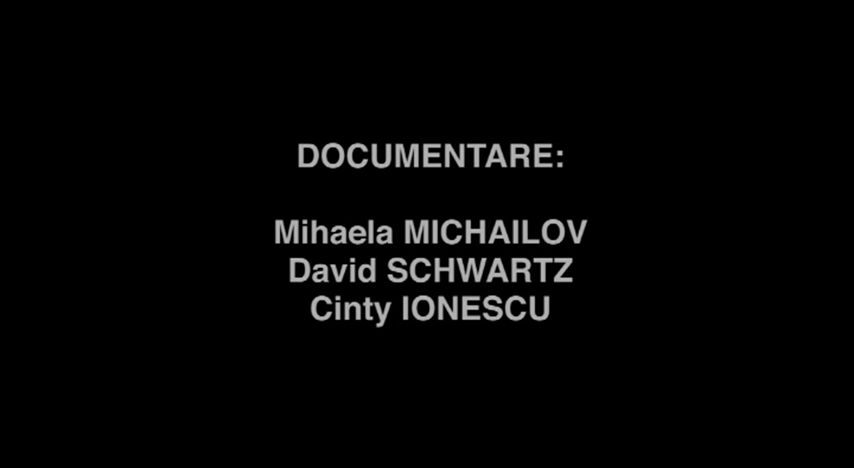 DOCUMENTARE:
Mihaela MICHAILOV
David SCHWARTZ
Cinty IONESCU